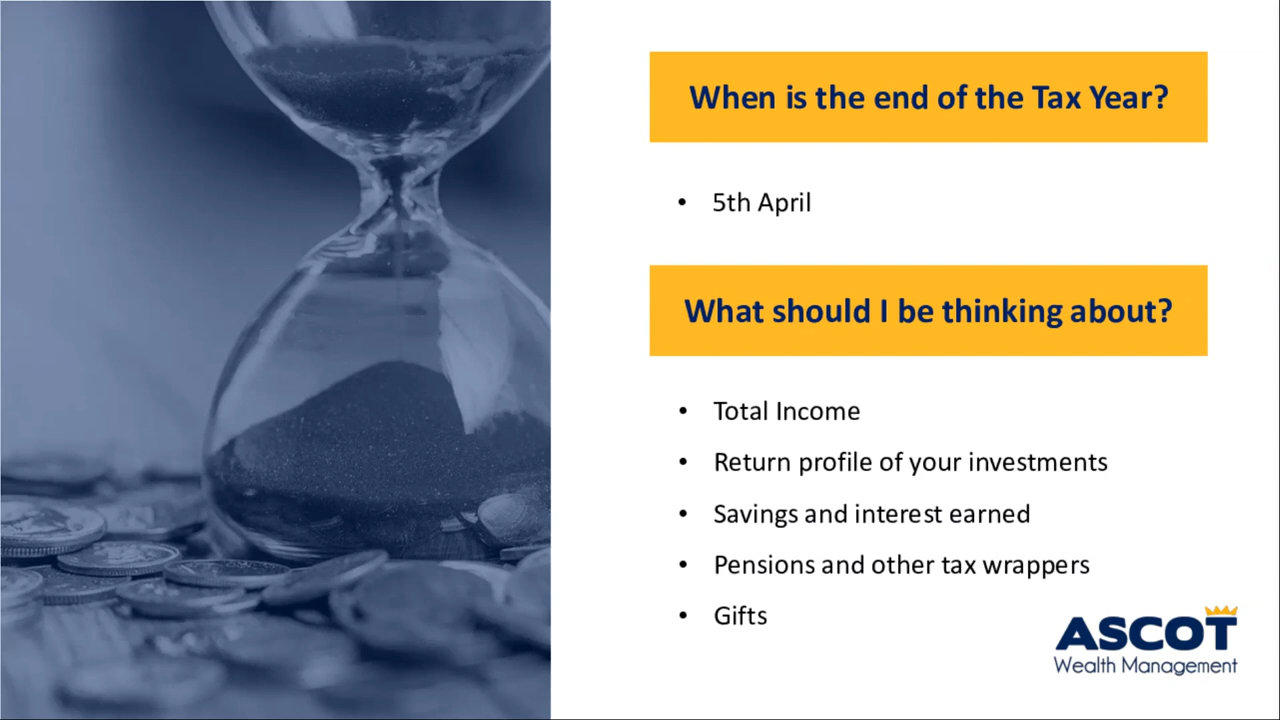 When is the end of the Tax Year?
• 5th April
What should I be thinking about?
• Total Income
• Return profile of your investments
• Savings and interest earned
• Pensions and other tax wrappers
• Gifts
ASCOT
Wealth Management